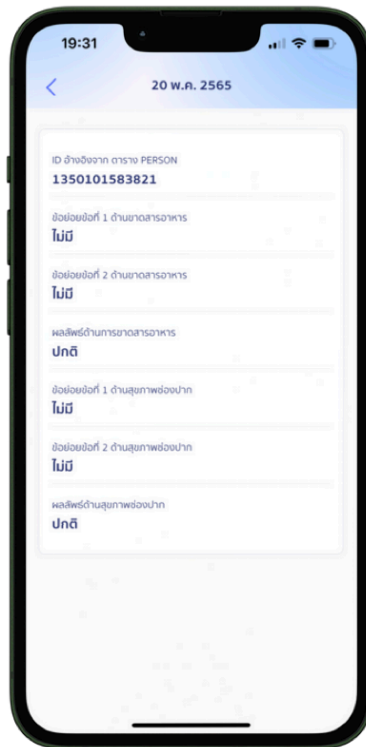 19:31
20 พ.ค. 2565
ID อ้างอิงจาก ตาราง PERSON
1350101583821
ข้อย่อยข้อที่ 1 ด้านขาดสารอาหาร
ไม่มี
ข้อย่อยข้อที่ 2 ด้านขาดสารอาหาร
ไม่มี
ผลลัพธ์ด้านการขาดสารอาหาร
ปกติ
ข้อย่อยข้อที่ 1 ด้านสุขภาพช่องปาก
ไม่มี
ข้อย่อยข้อที่ 2 ด้านสุขภาพช่องปาก
ไม่มี
ผลลัพธ์ด้านสุขภาพช่องปาก
ปกติ